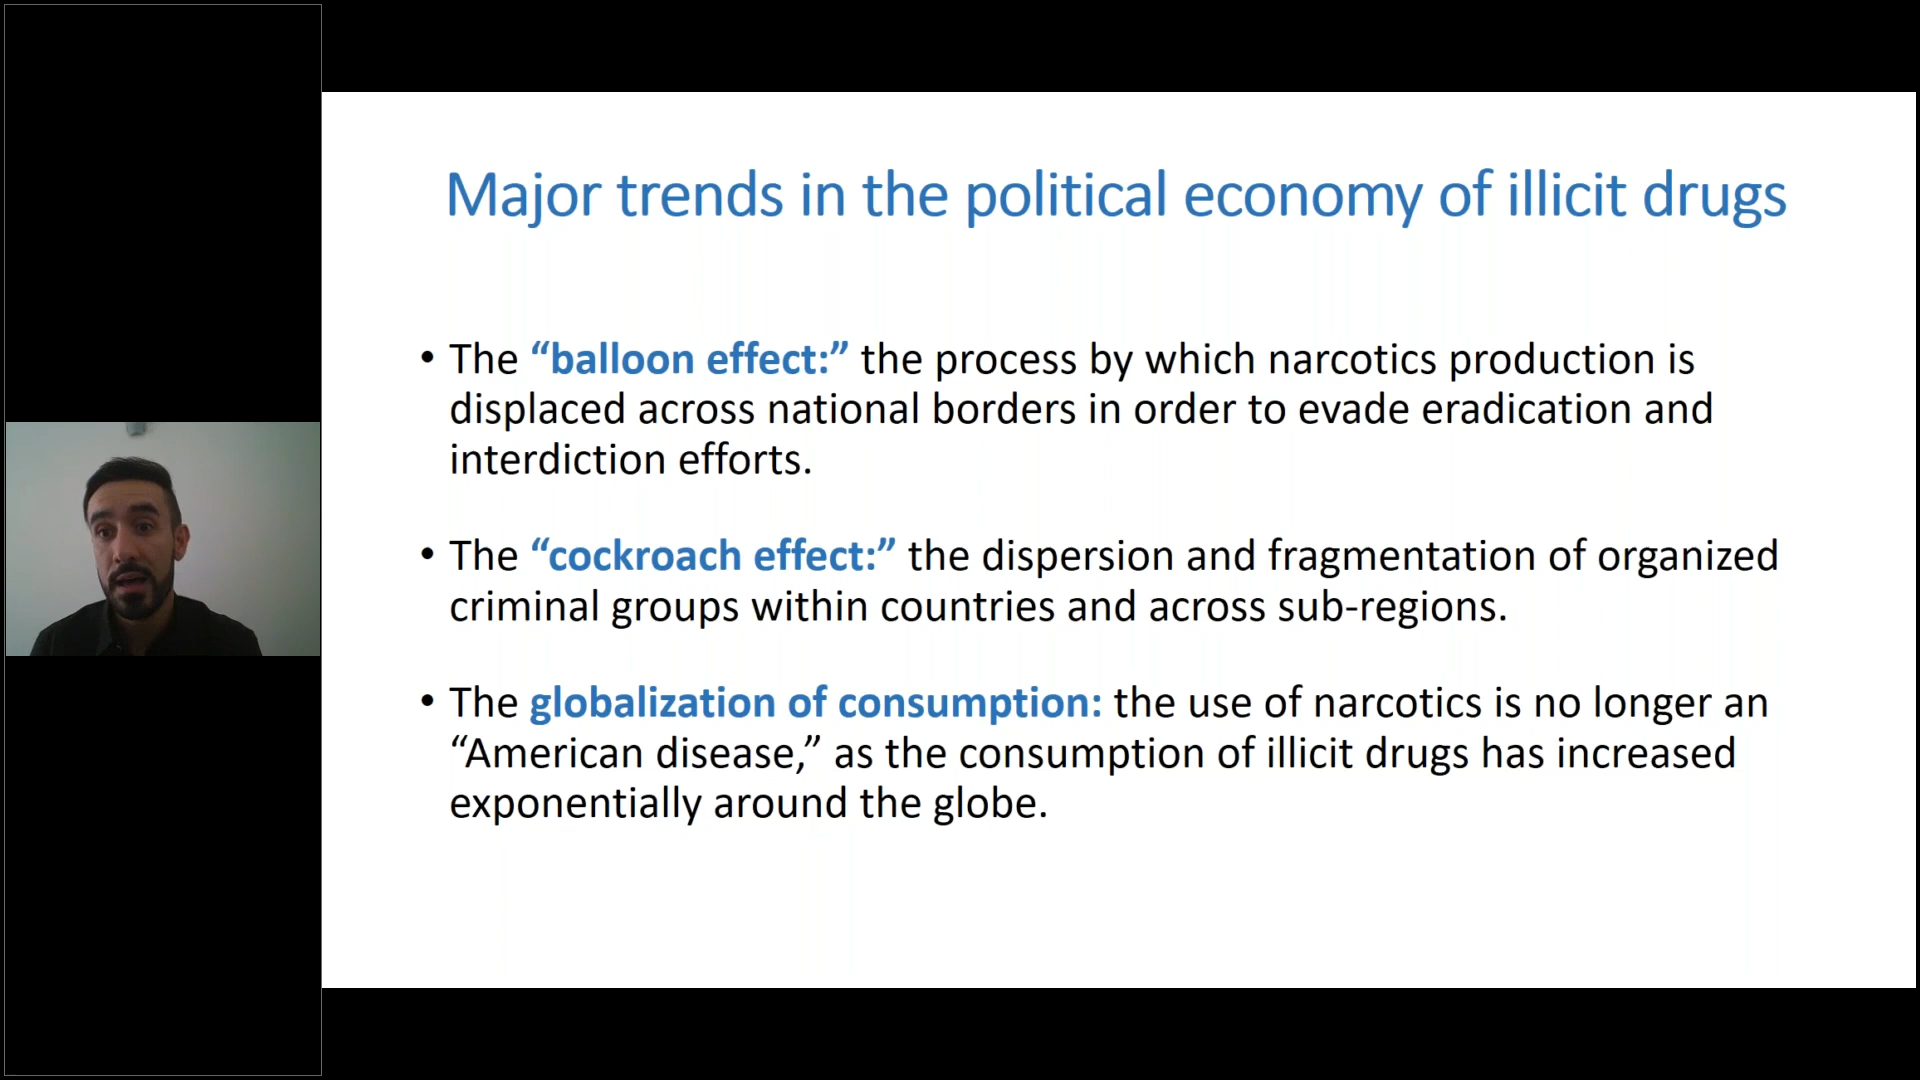 Major trends in the political economy of illicit drugs
• The “balloon effect:” the process by which narcotics production is
displaced across national borders in order to evade eradication and
interdiction efforts.
• The “cockroach effect:” the dispersion and fragmentation of organized
criminal groups within countries and across sub-regions.
• The globalization of consumption: the use of narcotics is no longer an
“American disease,” as the consumption of illicit drugs has increased
exponentially around the globe.